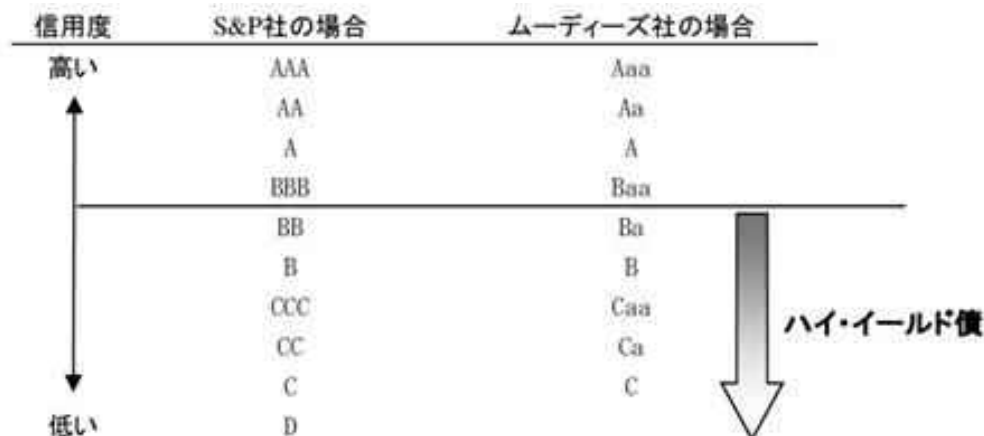 信用度 S&P社の場合 ムーディーズ社の場合
高い AAA Aaa
AA Aa
A A
BBB Baa
BB Ba
B B
CCC Caa
ハイ・イールド債
CC Ca
C C
低い D